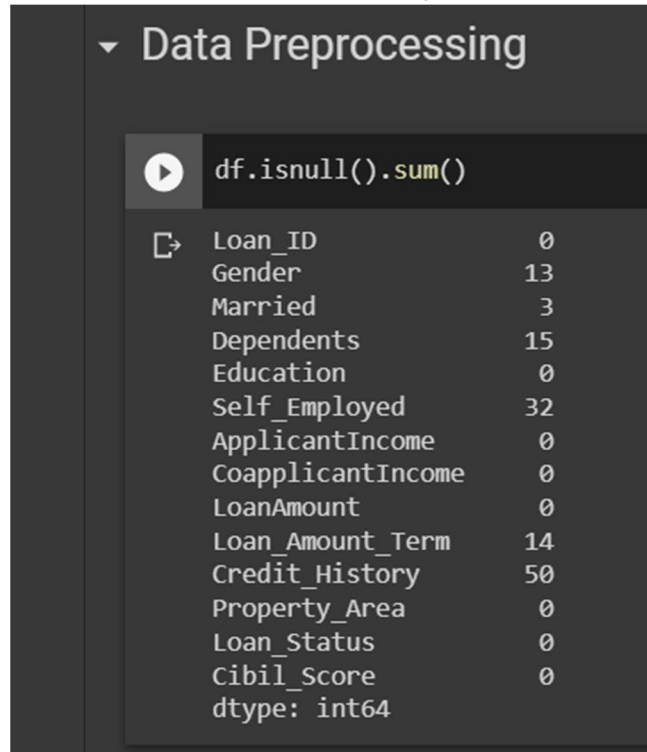 Data Preprocessing
df.isnull().sum()
Loan_ID 0
Gender 13
Married 3
Dependents 15
Education 0
Self_Employed 32
ApplicantIncome 0
CoapplicantIncome 0
LoanAmount 0
Loan_Amount_Term 14
Credit_History 50
Property_Area 0
Loan_Status 0
Cibil_Score 0
dtype: int64